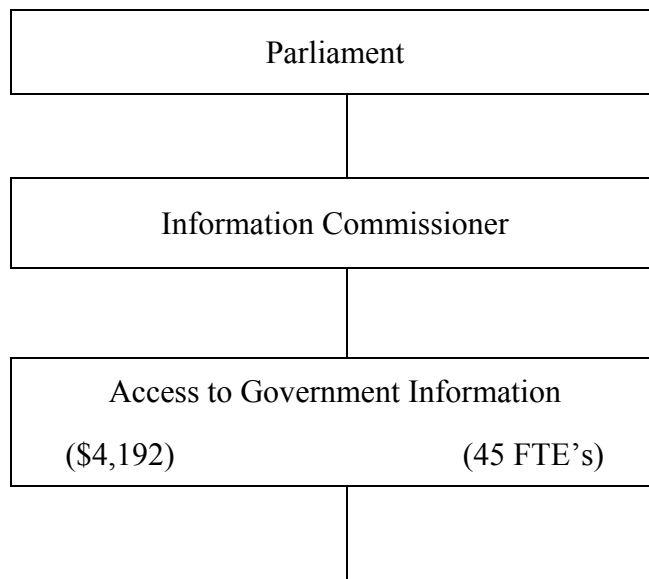 Parliament
Information Commissioner
Access to Government Information
($4,192) (45 FTE’s)